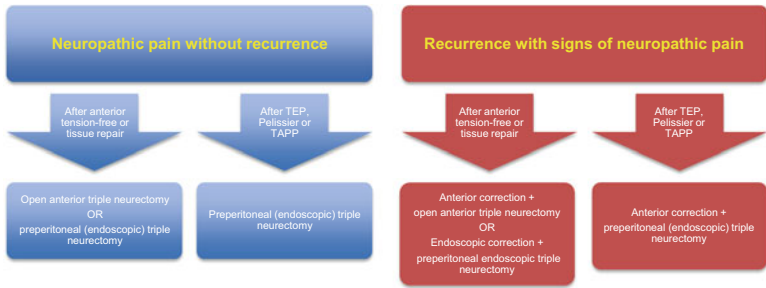 Neuropathic pain without recurrence
After anterior
tension-free or
tissue repair
After TEP,
Pelissier or
TAPP
Open anterior triple neurectomy
OR
preperitoneal (endoscopic) triple
neurectomy
Preperitoneal (endoscopic) triple
neurectomy
Recurrence with signs of neuropathic pain
After anterior
tension-free or
tissue repair
After TEP,
Pelissier or
TAPP
Anterior correction +
open anterior triple neurectomy
OR
Endoscopic correction +
preperitoneal endoscopic triple
neurectomy
Anterior correction +
preperitoneal (endoscopic) triple
neurectomy